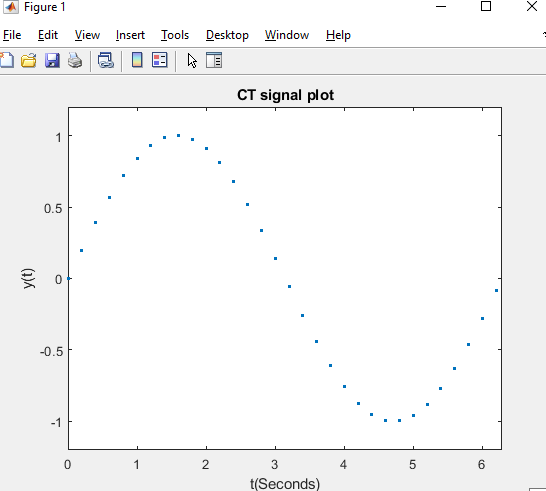 Figure 1
File Edit View Insert Tools Desktop Window Help
CT signal plot
1
0.5
0
-0.5
-1
y(t)
0 1 2 3 4 5 6
t(Seconds)